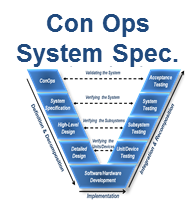 Con Ops
System Spec.
Validating the System
ConOps
Acceptance
Testing
Verifying the System
System
Specification
System
Testing
Verifying the Subsystems
High-Level
Design
Subsystem
Testing
Verifying the
Units/Device
Detailed
Design
Unit/Device
Testing
Software/Hardware
Development
Definition & Decomposition
Integration & Recomposition
Implementation